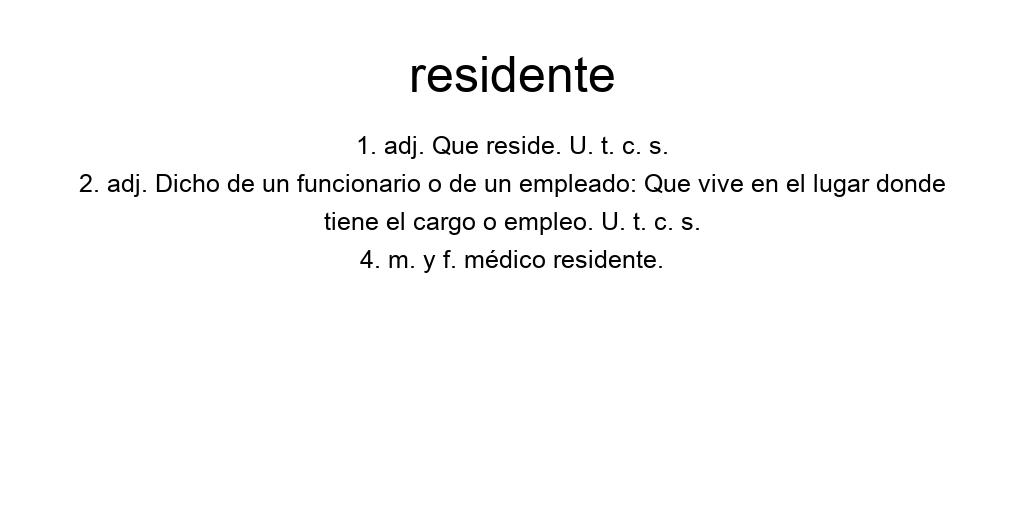 residente
1. adj. Que reside. U. t. c. s.
2. adj. Dicho de un funcionario o de un empleado: Que vive en el lugar donde
tiene el cargo o empleo. U. t. c. s.
4. m. y f. médico residente.